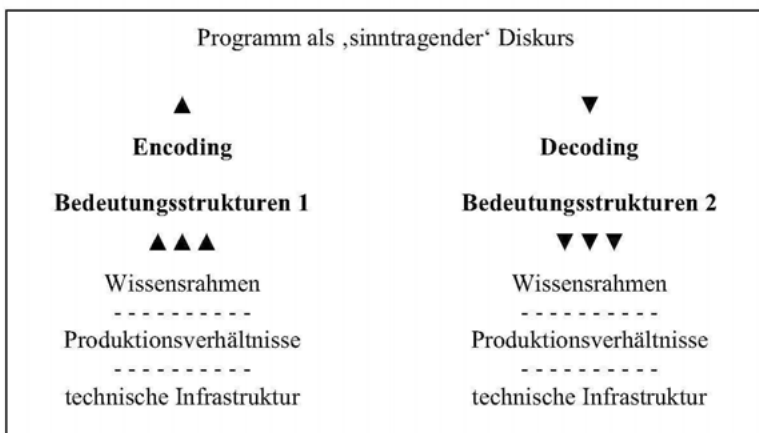 Programm als ‚sinntragender‘ Diskurs
▲ ▼
Encoding Decoding
Bedeutungsstrukturen 1 Bedeutungsstrukturen 2
▲▲▲ ▼▼▼
Wissensrahmen Wissensrahmen
- - - - - - - - - - - - - - - - - - - -
Produktionsverhältnisse Produktionsverhältnisse
- - - - - - - - - - - - - - - - - - - -
technische Infrastruktur technische Infrastruktur